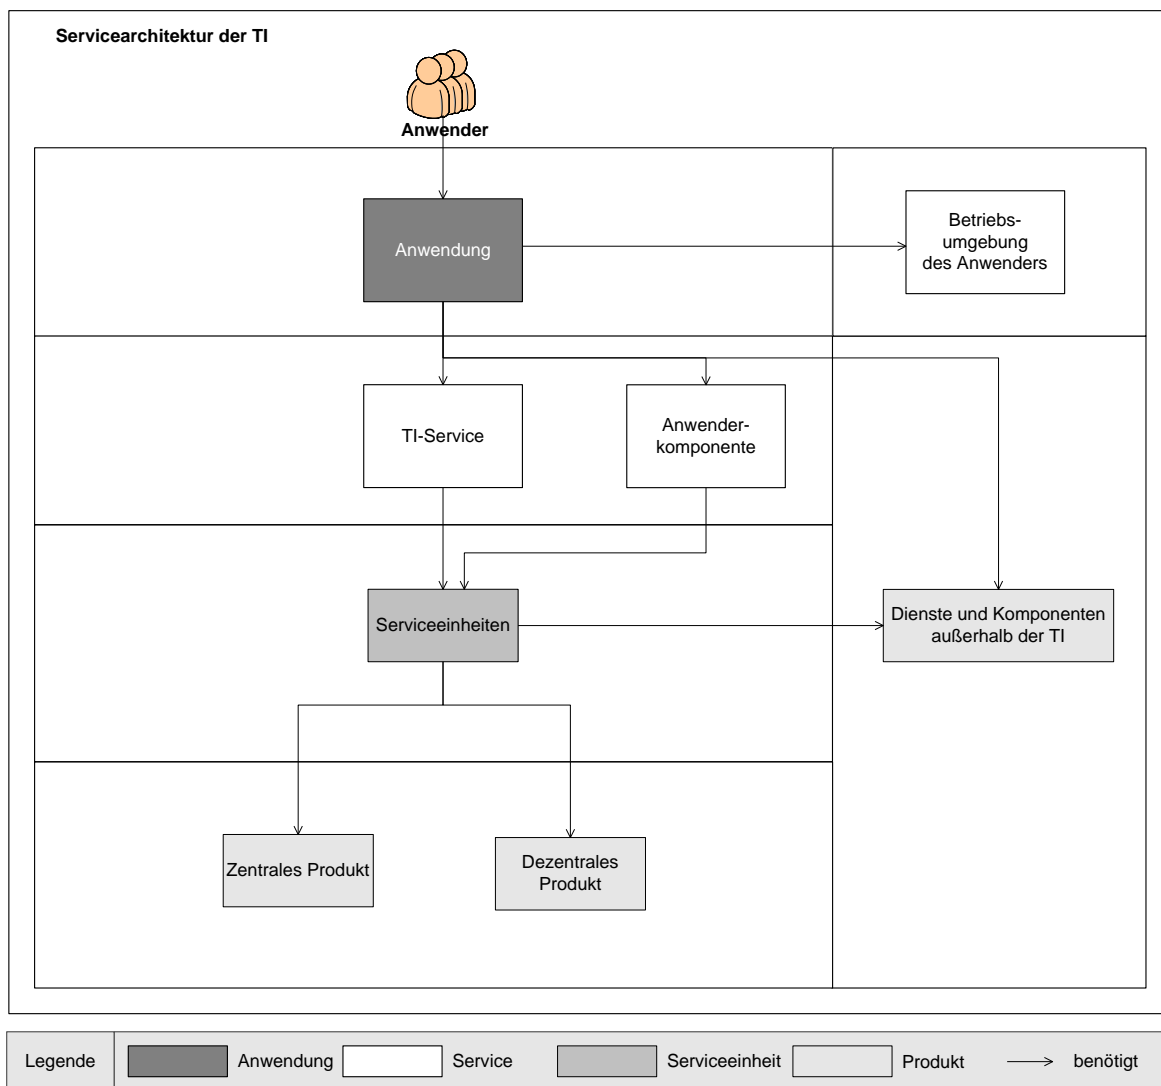 Servicearchitektur der TI
Anwender
Anwendung
Betriebs-
umgebung
des Anwenders
TI-Service
Anwender-
komponente
Serviceeinheiten
Dienste und Komponenten
außerhalb der TI
Zentrales Produkt
Dezentrales
Produkt
Legende
Anwendung
Service
Serviceeinheit
Produkt
benötigt